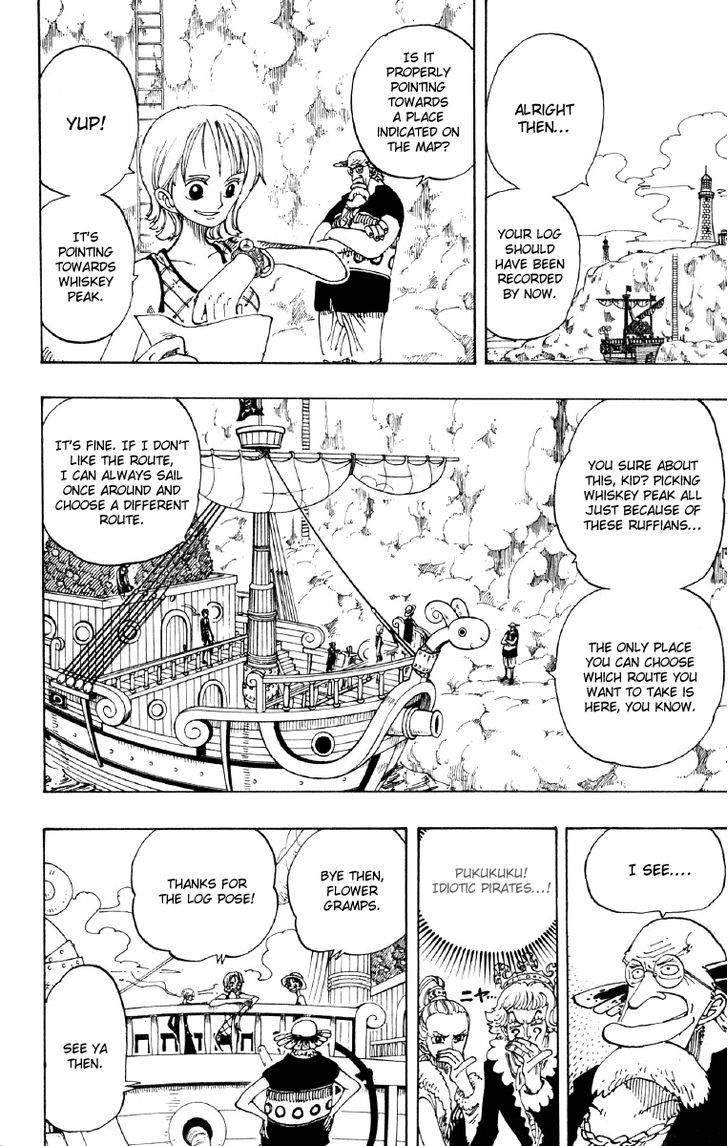 ALRIGHT
THEN...
YOUR LOG
SHOULD
HAVE BEEN
RECORDED
BY NOW.
IS IT
PROPERLY
POINTING
TOWARDS
A PLACE
INDICATED ON
THE MAP?
YUP!
IT'S
POINTING
TOWARDS
WHISKEY
PEAK.
YOU SURE ABOUT
THIS, KID? PICKING
WHISKEY PEAK ALL
JUST BECAUSE OF
THESE RUFFIANS...
THE ONLY PLACE
YOU CAN CHOOSE
WHICH ROUTE YOU
WANT TO TAKE IS
HERE, YOU KNOW.
IT'S FINE. IF I DON'T
LIKE THE ROUTE,
I CAN ALWAYS SAIL
ONCE AROUND AND
CHOOSE A DIFFERENT
ROUTE.
I SEE....
PUKUKUKU!
IDIOTIC PIRATES...!
ニヤ...
BYE THEN,
FLOWER
GRAMPS.
THANKS FOR
THE LOG POSE!
SEE YA
THEN.